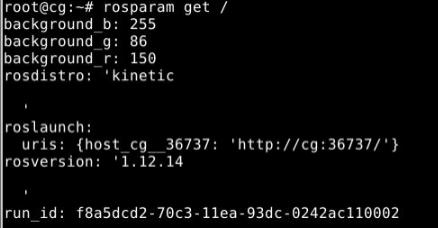 root@cg:~# rosparam get /
background_b: 255
background_g: 86
background_r: 150
rosdistro: 'kinetic

  '
roslaunch:
  uris: {host_cg__36737: 'http://cg:36737/'}
rosversion: '1.12.14

  '
run_id: f8a5dcd2-70c3-11ea-93dc-0242ac110002